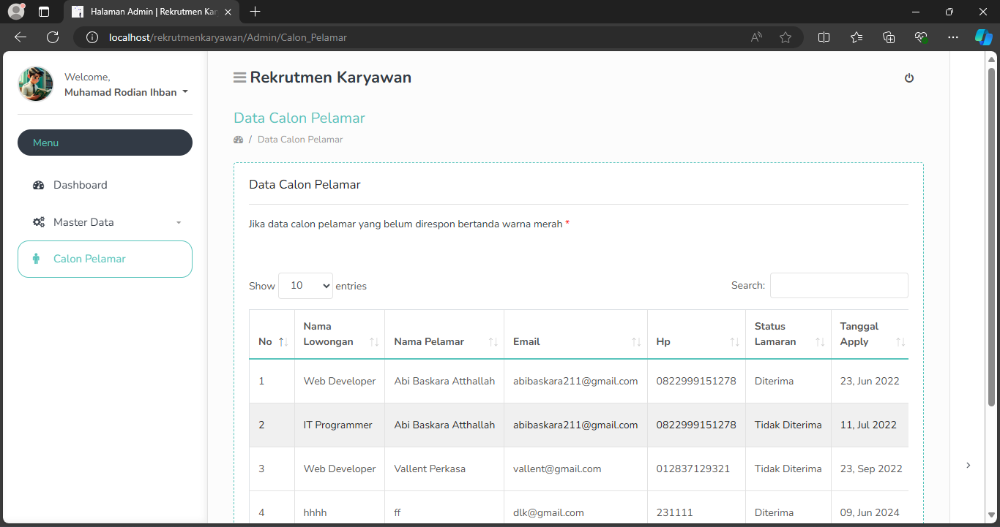 Halaman Admin | Rekrutmen Kar
localhost/rekrutmenkaryawan/Admin/Calon_Pelamar
Welcome,
Muhamad Rodian Ihban
Menu
Dashboard
Master Data
Calon Pelamar
Rekrutmen Karyawan
Data Calon Pelamar
/ Data Calon Pelamar
Data Calon Pelamar
Jika data calon pelamar yang belum direspon bertanda warna merah *
Show 10 entries
Search:
No Nama Lowongan Nama Pelamar Email Hp Status Lamaran Tanggal Apply
1 Web Developer Abi Baskara Atthallah abibaskara211@gmail.com 0822999151278 Diterima 23, Jun 2022
2 IT Programmer Abi Baskara Atthallah abibaskara211@gmail.com 0822999151278 Tidak Diterima 11, Jul 2022
3 Web Developer Vallent Perkasa vallent@gmail.com 012837129321 Tidak Diterima 23, Sep 2022
4 hhhh ff dlk@gmail.com 231111 Diterima 09, Jun 2024